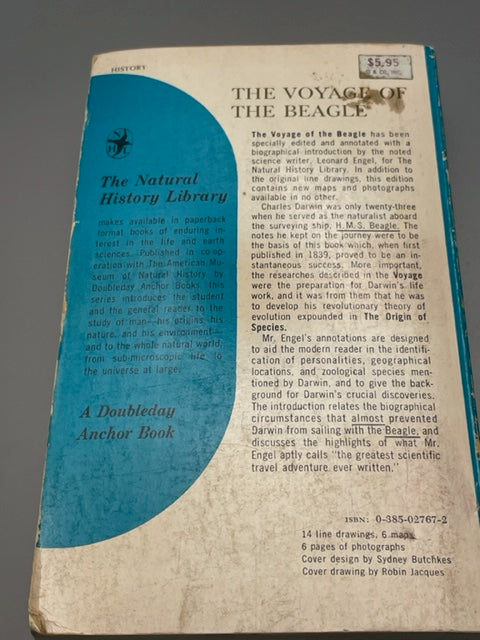 HISTORY
$5.95
D & CO., INC.
THE VOYAGE OF
THE BEAGLE
The Voyage of the Beagle has been
specially edited and annotated with a
biographical introduction by the noted
science writer, Leonard Engel, for The
Natural History Library. In addition to
the original line drawings, this edition
contains new maps and photographs
available in no other.
Charles Darwin was only twenty-three
when he served as the naturalist aboard
the surveying ship, H.M.S. Beagle. The
notes he kept on the journey were to be
the basis of this book which, when first
published in 1839, proved to be an in-
stantaneous success. More important,
the researches described in the Voyage
were the preparation for Darwin's life
work, and it was from them that he was
to develop his revolutionary theory of
evolution expounded in The Origin of
Species.
Mr. Engel's annotations are designed
to aid the modern reader in the identifi-
cation of personalities, geographical
locations, and zoological species men-
tioned by Darwin, and to give the back-
ground for Darwin's crucial discoveries.
The introduction relates the biographical
circumstances that almost prevented
Darwin from sailing with the Beagle, and
discusses the highlights of what Mr.
Engel aptly calls "the greatest scientific
travel adventure ever written."
The Natural
History Library
makes available in paperback
format books of enduring in-
terest in the life and earth
sciences. Published in co-op-
eration with The American Mu-
seum of Natural History by
Doubleday Anchor Books, this
series introduces the student
and the general reader to the
study of man—his origins, his
nature, and his environment—
and to the whole natural world,
from sub-microscopic life to
the universe at large.
A Doubleday
Anchor Book
ISBN: 0-385-02767-2
14 line drawings, 6 maps
6 pages of photographs
Cover design by Sydney Butchkes
Cover drawing by Robin Jacques